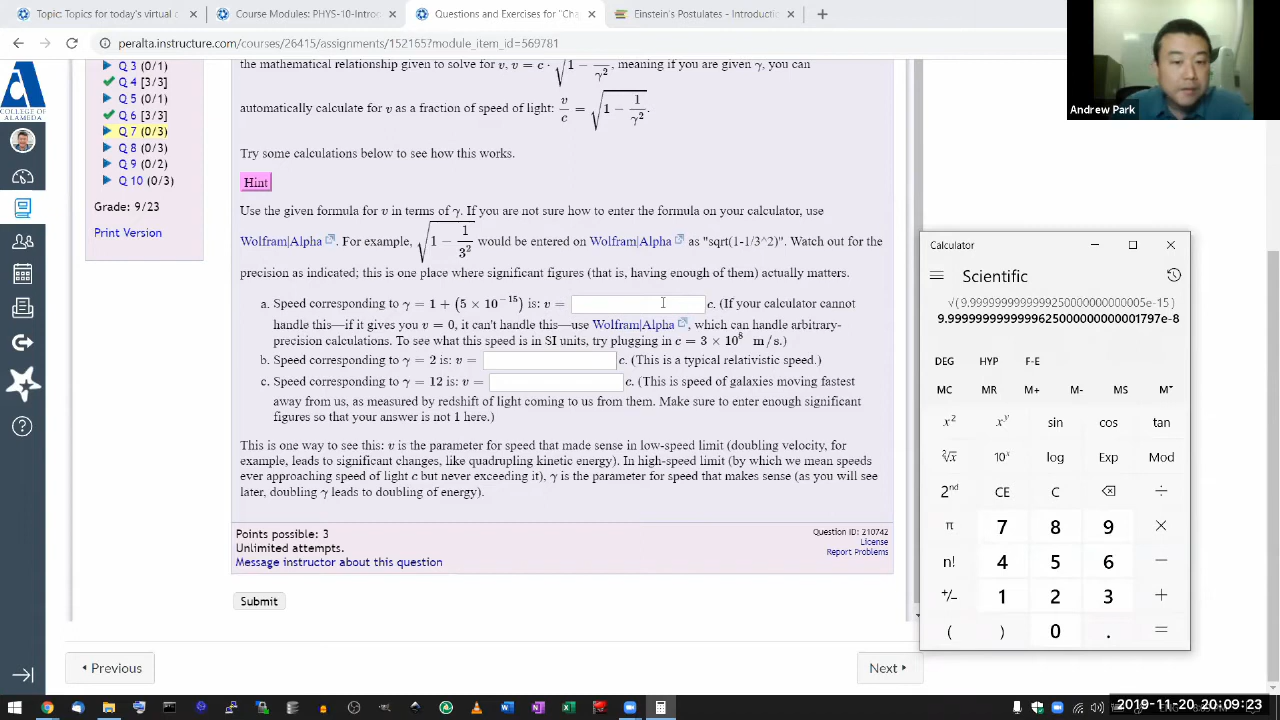 Topic: Topics for today's virtual c
Course Modules: PHYS-10-Intro
Questions and Exercises for "Cha
Einstein's Postulates - Introductio
peralta.instructure.com/courses/26415/assignments/152165?module_item_id=569781
Andrew Park
COLLEGE OF ALAMEDA
Q 3 (0/1)
Q 4 [3/3]
Q 5 (0/1)
Q 6 [3/3]
Q 7 (0/3)
Q 8 (0/3)
Q 9 (0/2)
Q 10 (0/3)
Grade: 9/23
Print Version
the mathematical relationship given to solve for v, v = c · √(1 − 1/γ²), meaning if you are given γ, you can
automatically calculate for v as a fraction of speed of light: v/c = √(1 − 1/γ²).
Try some calculations below to see how this works.
Hint
Use the given formula for v in terms of γ. If you are not sure how to enter the formula on your calculator, use
Wolfram|Alpha. For example, √(1 − 1/3²) would be entered on Wolfram|Alpha as "sqrt(1-1/3^2)". Watch out for the
precision as indicated; this is one place where significant figures (that is, having enough of them) actually matters.
a. Speed corresponding to γ = 1 + (5 × 10⁻¹⁵) is: v = c. (If your calculator cannot
handle this—if it gives you v = 0, it can't handle this—use Wolfram|Alpha, which can handle arbitrary-
precision calculations. To see what this speed is in SI units, try plugging in c = 3 × 10⁸ m/s.)
b. Speed corresponding to γ = 2 is: v = c. (This is a typical relativistic speed.)
c. Speed corresponding to γ = 12 is: v = c. (This is speed of galaxies moving fastest
away from us, as measured by redshift of light coming to us from them. Make sure to enter enough significant
figures so that your answer is not 1 here.)
This is one way to see this: v is the parameter for speed that made sense in low-speed limit (doubling velocity, for
example, leads to significant changes, like quadrupling kinetic energy). In high-speed limit (by which we mean speeds
ever approaching speed of light c but never exceeding it), γ is the parameter for speed that makes sense (as you will see
later, doubling γ leads to doubling of energy).
Points possible: 3
Unlimited attempts.
Message instructor about this question
Question ID: 210742
License
Report Problems
Submit
Previous
Next
Calculator
Scientific
9.9999999999999625000000000001797e-8
DEG HYP F-E
MC MR M+ M- MS M˅
x² xʸ sin cos tan
²√x 10ˣ log Exp Mod
2ⁿᵈ CE C ÷
π 7 8 9 ×
n! 4 5 6 −
+/− 1 2 3 +
( ) 0 . =
2019-11-20 20:09:23